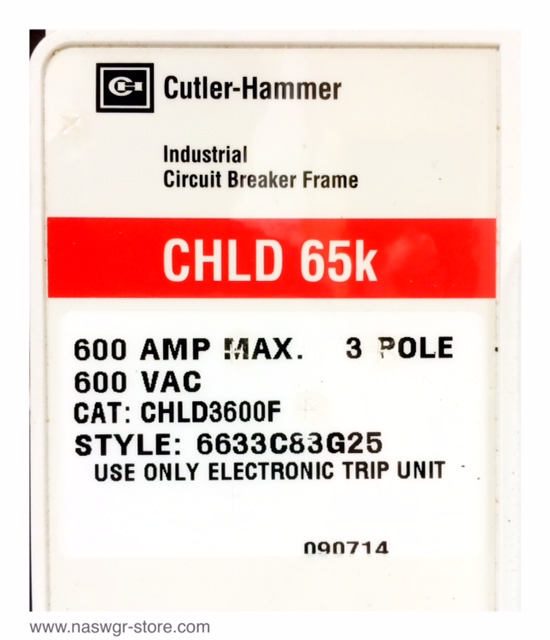 Cutler-Hammer
Industrial
Circuit Breaker Frame
CHLD 65k
600 AMP MAX. 3 POLE
600 VAC
CAT: CHLD3600F
STYLE: 6633C83G25
USE ONLY ELECTRONIC TRIP UNIT
090714
www.naswgr-store.com